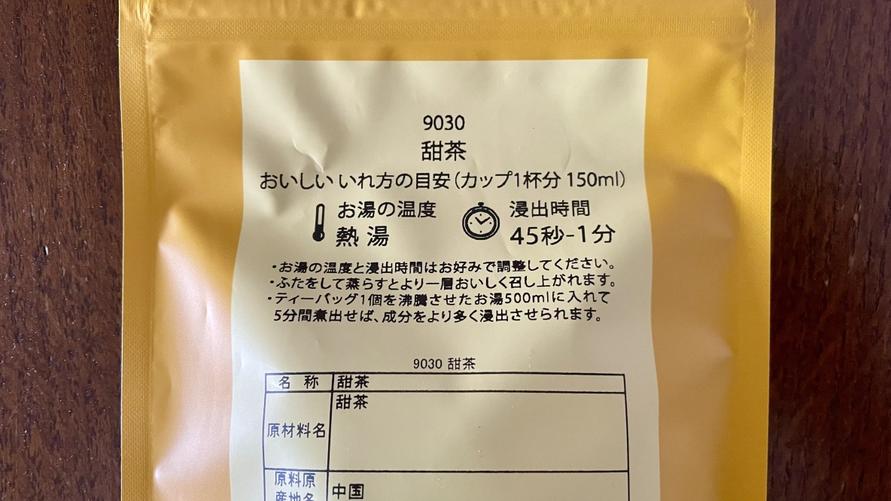 9030
甜茶
おいしい いれ方の目安(カップ1杯分 150ml)
お湯の温度 浸出時間
熱湯 45秒-1分
・お湯の温度と浸出時間はお好みで調整してください。
・ふたをして蒸らすとより一層おいしく召し上がれます。
・ティーバッグ1個を沸騰させたお湯500mlに入れて
5分間煮出せば、成分をより多く浸出させられます。
9030 甜茶
名 称 甜茶
甜茶
原材料名
原料原
産地名 中国